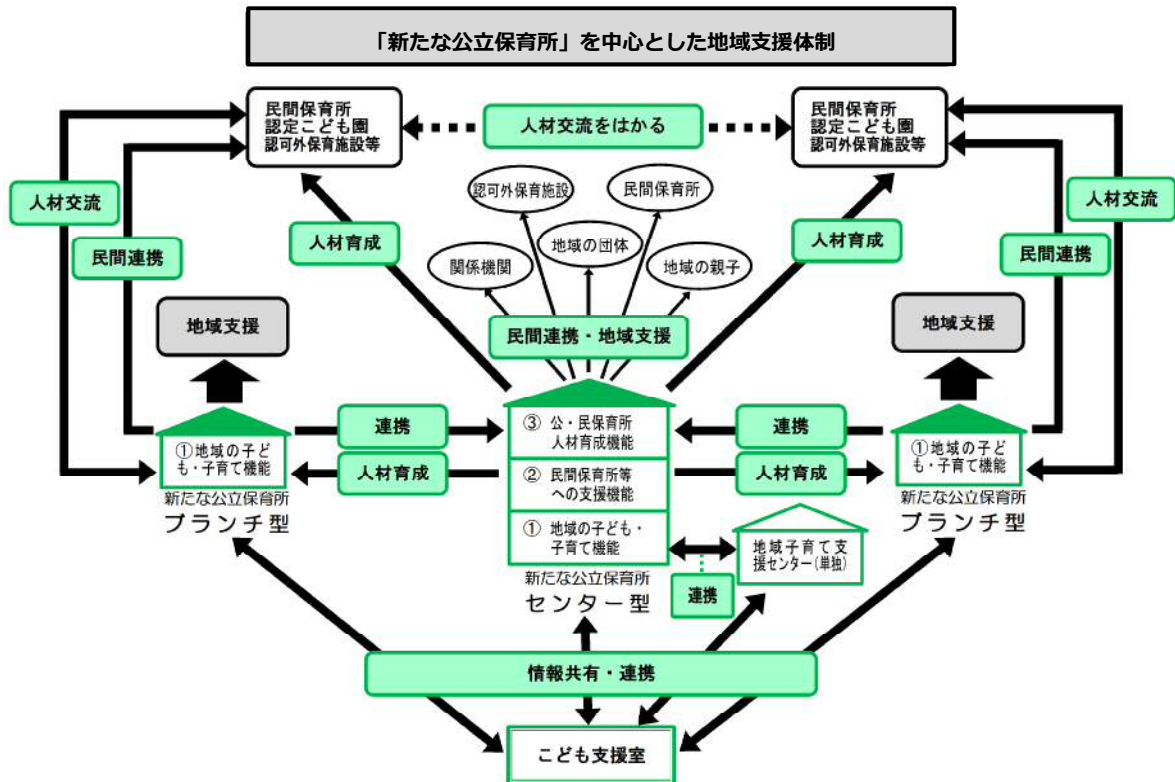 「新たな公立保育所」を中心とした地域支援体制
民間保育所
認定こども園
認可外保育施設等
人材交流をはかる
民間保育所
認定こども園
認可外保育施設等
認可外保育施設
民間保育所
人材交流
人材交流
人材育成
地域の団体
人材育成
民間連携
関係機関
地域の親子
民間連携
地域支援
民間連携・地域支援
地域支援
連携
③ 公・民保育所
人材育成機能
連携
①地域の子ど
も・子育て機能
①地域の子ど
も・子育て機能
人材育成
② 民間保育所等
への支援機能
人材育成
新たな公立保育所
ブランチ型
新たな公立保育所
ブランチ型
① 地域の子ども・
子育て機能
地域子育て支
援センター(単独)
新たな公立保育所
センター型
連携
情報共有・連携
こども支援室